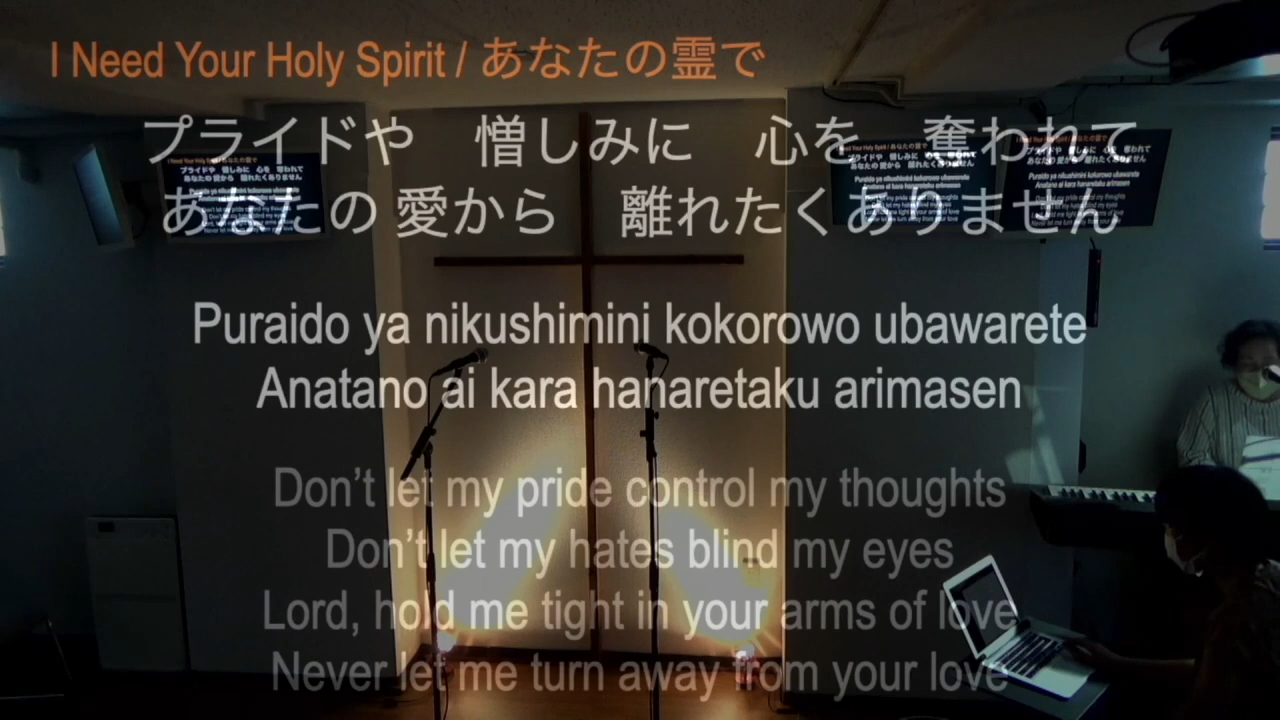 I Need Your Holy Spirit / あなたの霊で
プライドや　憎しみに　心を　奪われて
あなたの 愛から　離れたくありません
Puraido ya nikushimini kokorowo ubawarete
Anatano ai kara hanaretaku arimasen
Don’t let my pride control my thoughts
Don’t let my hates blind my eyes
Lord, hold me tight in your arms of love
Never let me turn away from your love